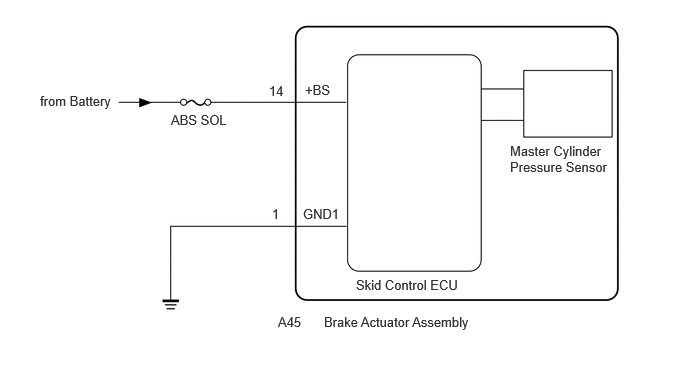 from Battery
ABS SOL
14
+BS
1
GND1
Master Cylinder
Pressure Sensor
Skid Control ECU
A45 Brake Actuator Assembly